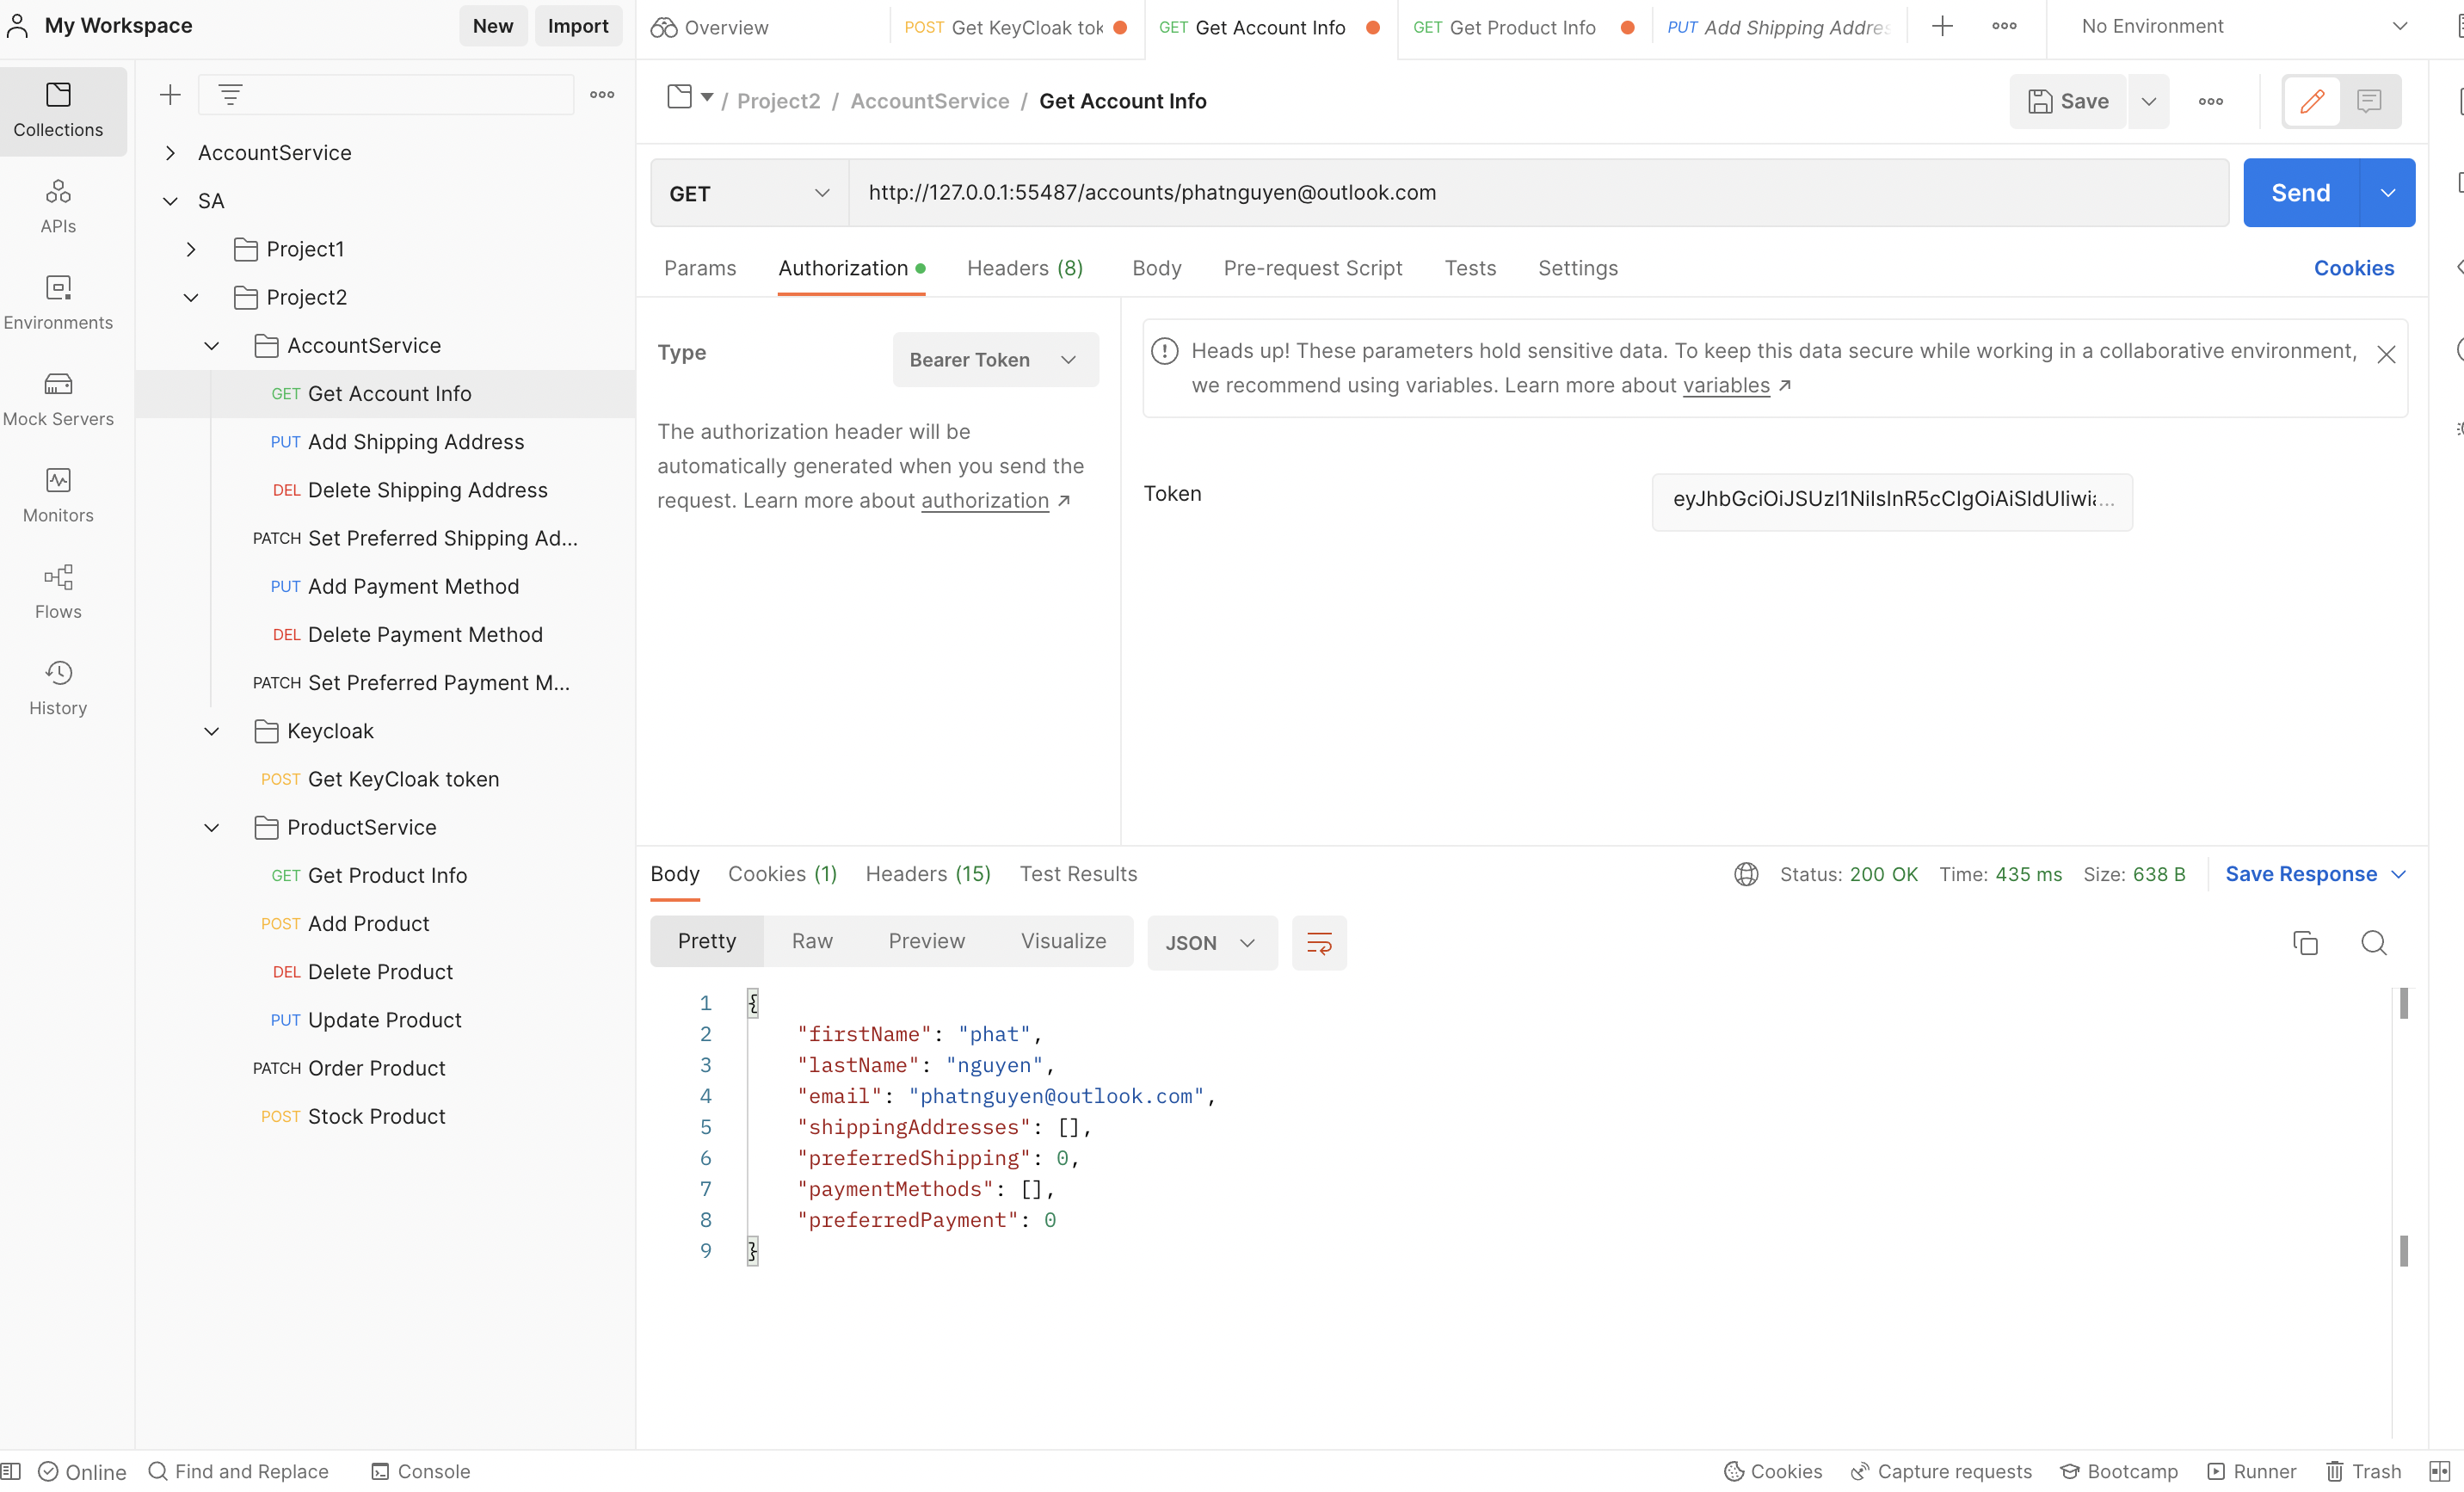 My Workspace
New
Import
Overview
POST Get KeyCloak tok
GET Get Account Info
GET Get Product Info
PUT Add Shipping Addres
No Environment
Collections
APIs
Environments
Mock Servers
Monitors
Flows
History
AccountService
SA
Project1
Project2
AccountService
GET Get Account Info
PUT Add Shipping Address
DEL Delete Shipping Address
PATCH Set Preferred Shipping Ad...
PUT Add Payment Method
DEL Delete Payment Method
PATCH Set Preferred Payment M...
Keycloak
POST Get KeyCloak token
ProductService
GET Get Product Info
POST Add Product
DEL Delete Product
PUT Update Product
PATCH Order Product
POST Stock Product
/ Project2 / AccountService / Get Account Info
Save
GET
http://127.0.0.1:55487/accounts/phatnguyen@outlook.com
Send
Params
Authorization
Headers (8)
Body
Pre-request Script
Tests
Settings
Cookies
Type
Bearer Token
The authorization header will be
automatically generated when you send the
request. Learn more about authorization ↗
Heads up! These parameters hold sensitive data. To keep this data secure while working in a collaborative environment,
we recommend using variables. Learn more about variables ↗
Token
Body
Cookies (1)
Headers (15)
Test Results
Status: 200 OK
Time: 435 ms
Size: 638 B
Save Response
Pretty
Raw
Preview
Visualize
JSON
1 {
2 "firstName": "phat",
3 "lastName": "nguyen",
4 "email": "phatnguyen@outlook.com",
5 "shippingAddresses": [],
6 "preferredShipping": 0,
7 "paymentMethods": [],
8 "preferredPayment": 0
9 }
Online
Find and Replace
Console
Cookies
Capture requests
Bootcamp
Runner
Trash